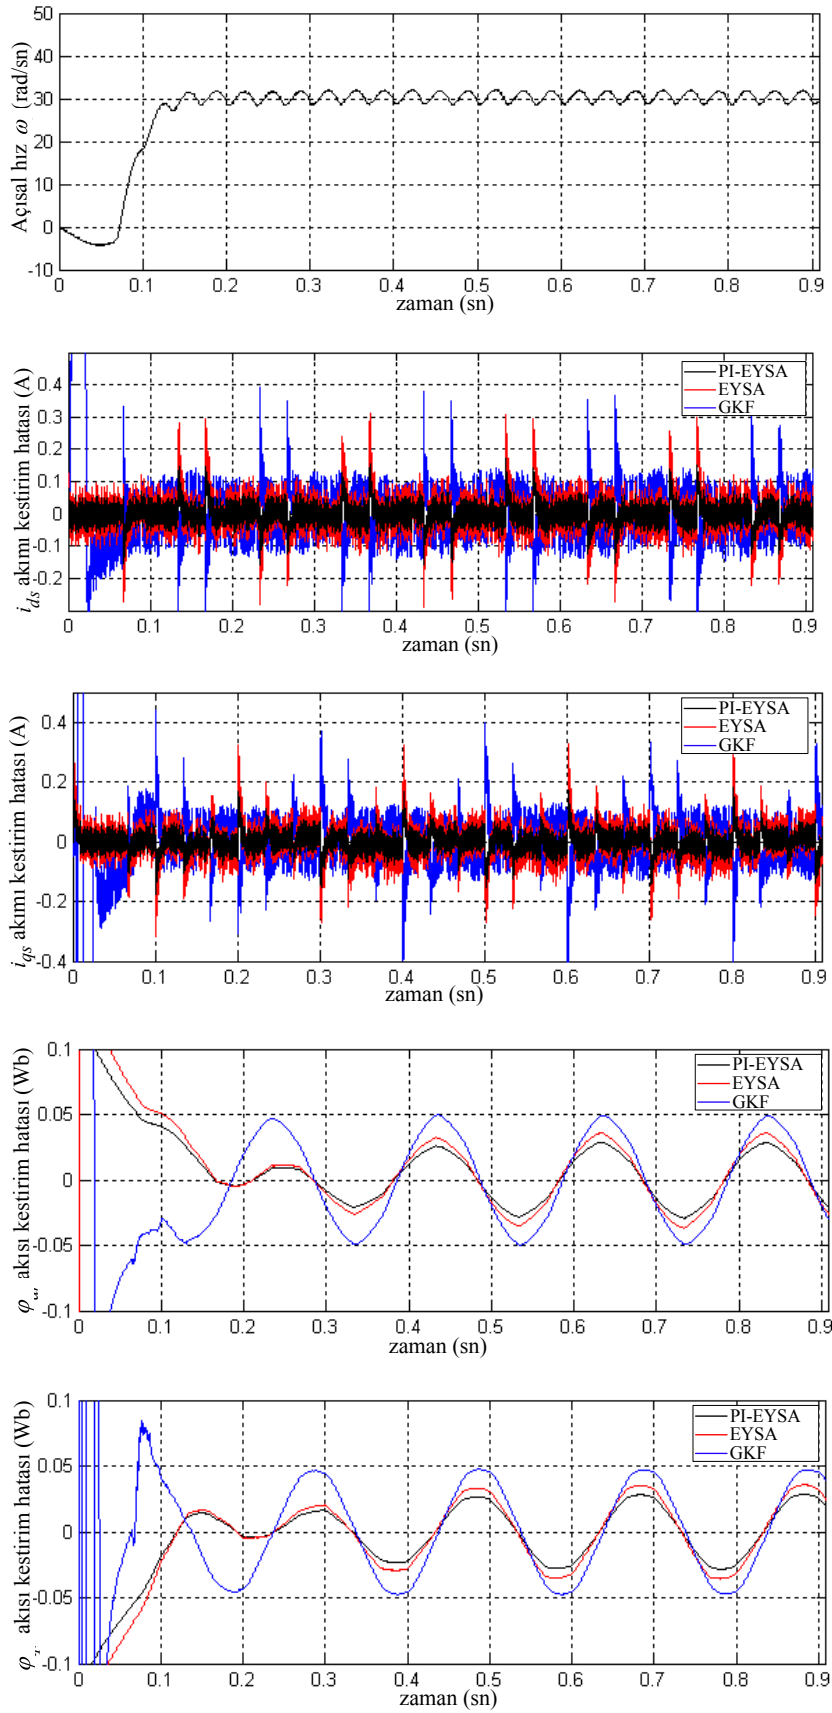 Açısal hız ω (rad/sn)
50
40
30
20
10
0
-10
0 0.1 0.2 0.3 0.4 0.5 0.6 0.7 0.8 0.9
zaman (sn)
i_ds akımı kestirim hatası (A)
0.4
0.3
0.2
0.1
0
-0.1
-0.2
PI-EYSA
EYSA
GKF
0 0.1 0.2 0.3 0.4 0.5 0.6 0.7 0.8 0.9
zaman (sn)
i_qs akımı kestirim hatası (A)
0.4
0.2
0
-0.2
-0.4
PI-EYSA
EYSA
GKF
0 0.1 0.2 0.3 0.4 0.5 0.6 0.7 0.8 0.9
zaman (sn)
φ akısı kestirim hatası (Wb)
0.1
0.05
0
-0.05
-0.1
PI-EYSA
EYSA
GKF
0 0.1 0.2 0.3 0.4 0.5 0.6 0.7 0.8 0.9
zaman (sn)
φ akısı kestirim hatası (Wb)
0.1
0.05
0
-0.05
-0.1
PI-EYSA
EYSA
GKF
0 0.1 0.2 0.3 0.4 0.5 0.6 0.7 0.8 0.9
zaman (sn)